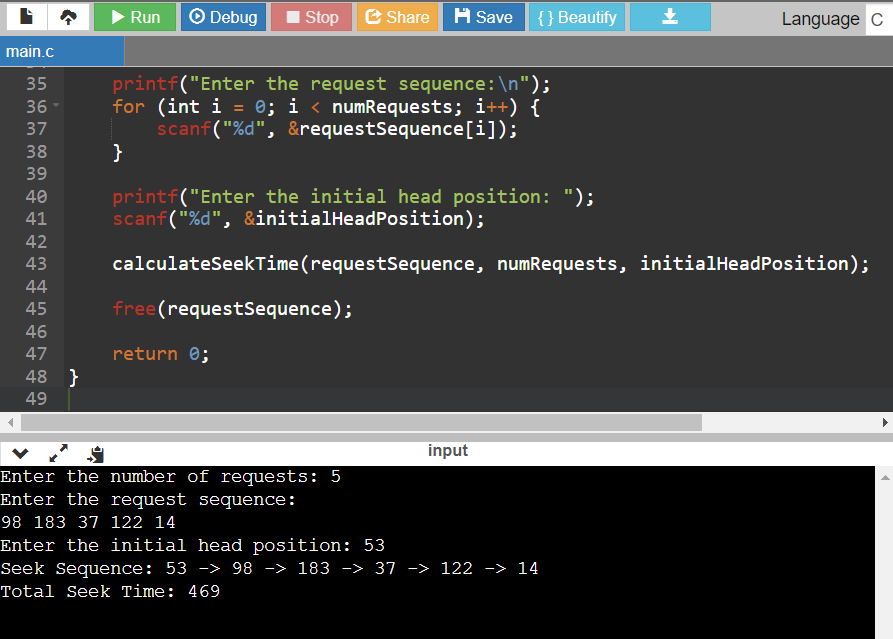 Run Debug Stop Share Save { } Beautify Language C
main.c
35 printf("Enter the request sequence:\n");
36 for (int i = 0; i < numRequests; i++) {
37 scanf("%d", &requestSequence[i]);
38 }
39
40 printf("Enter the initial head position: ");
41 scanf("%d", &initialHeadPosition);
42
43 calculateSeekTime(requestSequence, numRequests, initialHeadPosition);
44
45 free(requestSequence);
46
47 return 0;
48 }
49
input
Enter the number of requests: 5
Enter the request sequence:
98 183 37 122 14
Enter the initial head position: 53
Seek Sequence: 53 -> 98 -> 183 -> 37 -> 122 -> 14
Total Seek Time: 469